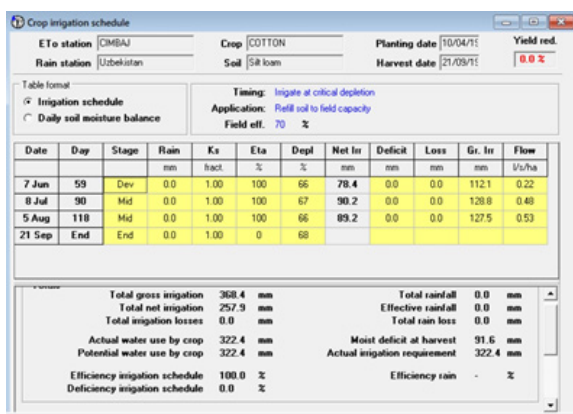 Crop irrigation schedule
ETo station CIMBAJ Crop COTTON Planting date 10/04/15 Yield red.
Rain station Uzbekistan Soil Silt loam Harvest date 21/09/15 0.0 %
Table format
Irrigation schedule
Daily soil moisture balance
Timing: Irrigate at critical depletion
Application: Refill soil to field capacity
Field eff. 70 %
Date Day Stage Rain Ks Eta Depl Net Irr Deficit Loss Gr. Irr Flow
mm fract. % % mm mm mm mm l/s/ha
7 Jun 59 Dev 0.0 1.00 100 66 78.4 0.0 0.0 112.1 0.22
8 Jul 90 Mid 0.0 1.00 100 67 90.2 0.0 0.0 128.8 0.48
5 Aug 118 Mid 0.0 1.00 100 66 89.2 0.0 0.0 127.5 0.53
21 Sep End End 0.0 1.00 0 68
Totals
Total gross irrigation 368.4 mm Total rainfall 0.0 mm
Total net irrigation 257.9 mm Effective rainfall 0.0 mm
Total irrigation losses 0.0 mm Total rain loss 0.0 mm
Actual water use by crop 322.4 mm Moist deficit at harvest 91.6 mm
Potential water use by crop 322.4 mm Actual irrigation requirement 322.4 mm
Efficiency irrigation schedule 100.0 % Efficiency rain - %
Deficiency irrigation schedule 0.0 %